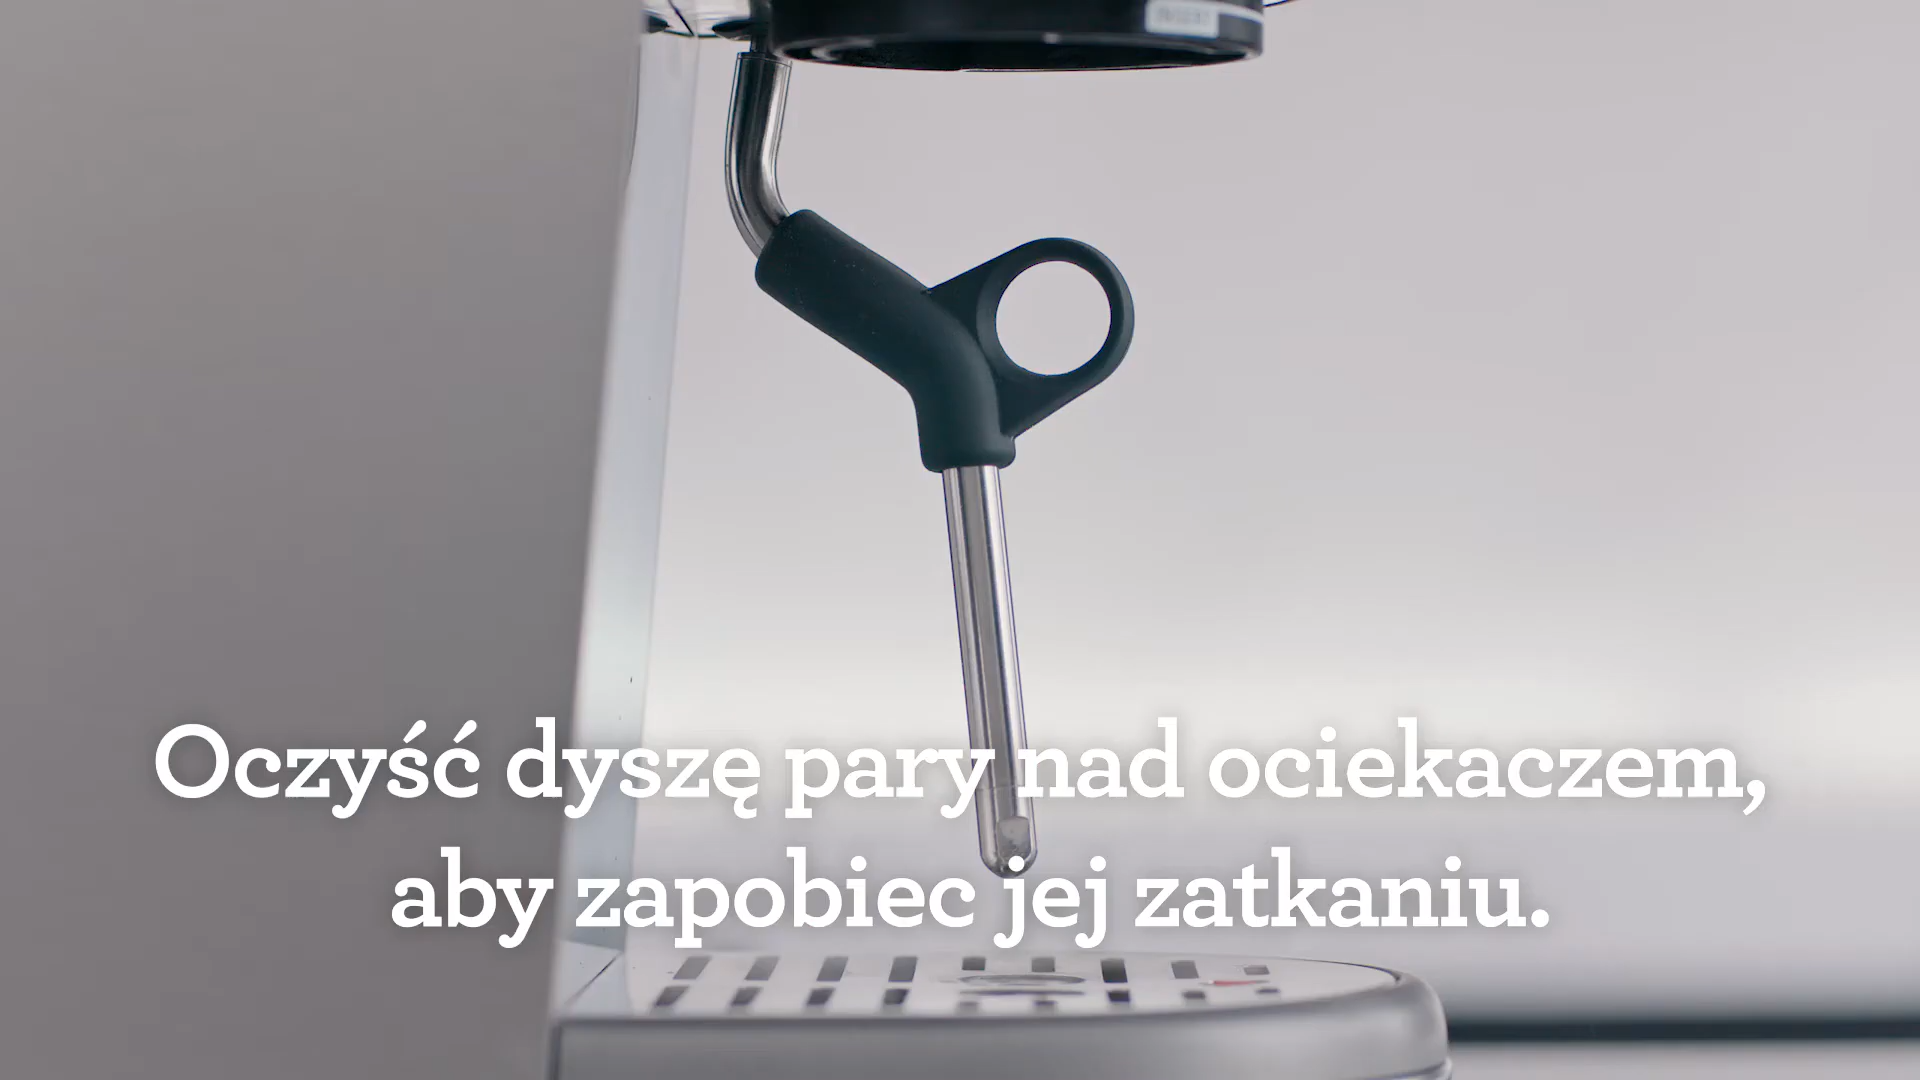 Oczyść dyszę pary nad ociekaczem,
aby zapobiec jej zatkaniu.